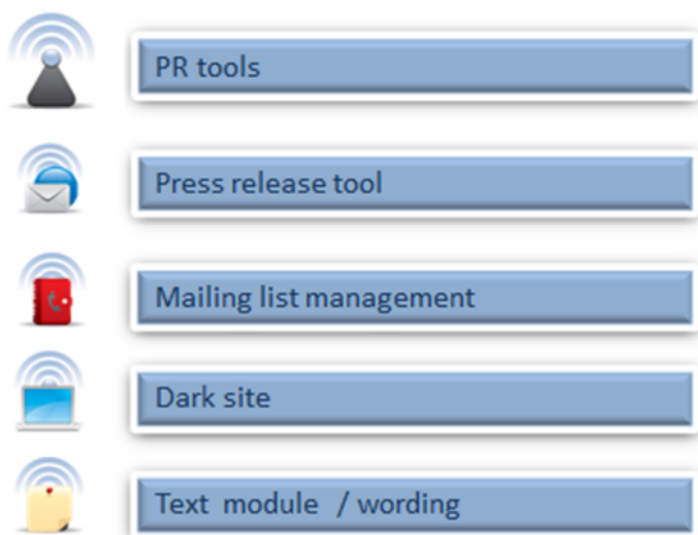 PR tools
Press release tool
Mailing list management
Dark site
Text module / wording